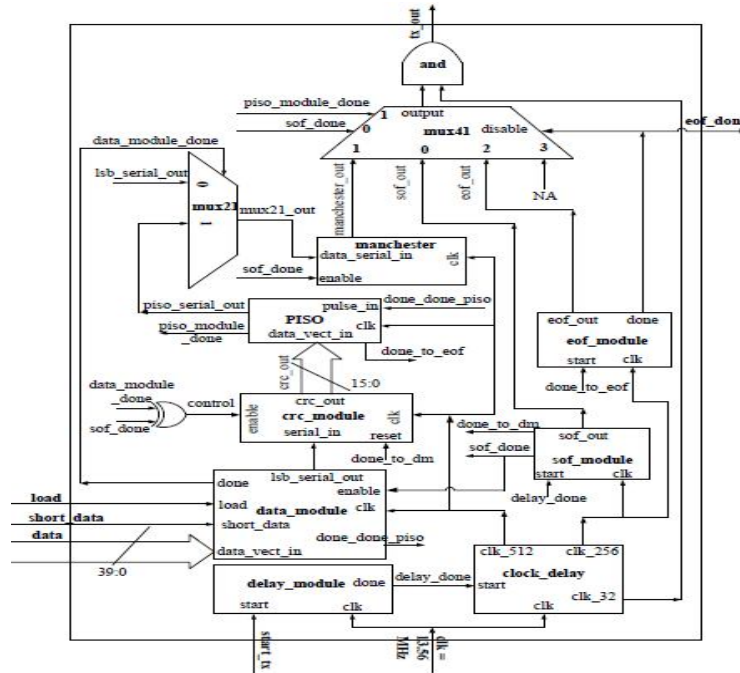 tx_out
and
piso_module_done
1
output
sof_done
0
mux41
disable
eof_don
data_module_done
1
0
2
3
lsb_serial_out
0
manchester_out
sof_out
eof_out
NA
mux21
mux21_out
1
manchester
data_serial_in
clk
sof_done
enable
piso_serial_out
pulse_in
done_done_piso
PISO
clk
piso_module
_done
data_vect_in
done_to_eof
eof_out
done
eof_module
start
clk
crc_out
15:0
done_to_eof
data_module
_done
control
crc_out
enable
crc_module
clk
sof_done
serial_in
reset
done_to_dm
sof_out
done_to_dm
sof_done
sof_module
start
clk
done
lsb_serial_out
enable
delay_done
load
load
data_module
clk
short_data
short_data
data
done_done_piso
clk_512
clk_256
data_vect_in
39:0
delay_module
done
delay_done
start
clock_delay
clk_32
start
clk
clk
start_tx
clk =
13.56
MHz